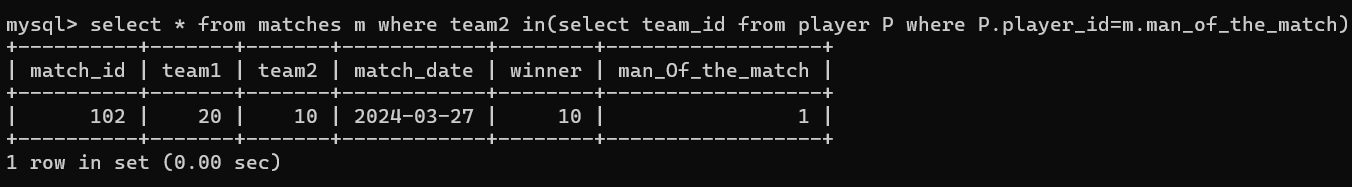 mysql> select * from matches m where team2 in(select team_id from player P where P.player_id=m.man_of_the_match)
+----------+-------+-------+------------+--------+------------------+
| match_id | team1 | team2 | match_date | winner | man_Of_the_match |
+----------+-------+-------+------------+--------+------------------+
|      102 |    20 |    10 | 2024-03-27 |     10 |                1 |
+----------+-------+-------+------------+--------+------------------+
1 row in set (0.00 sec)